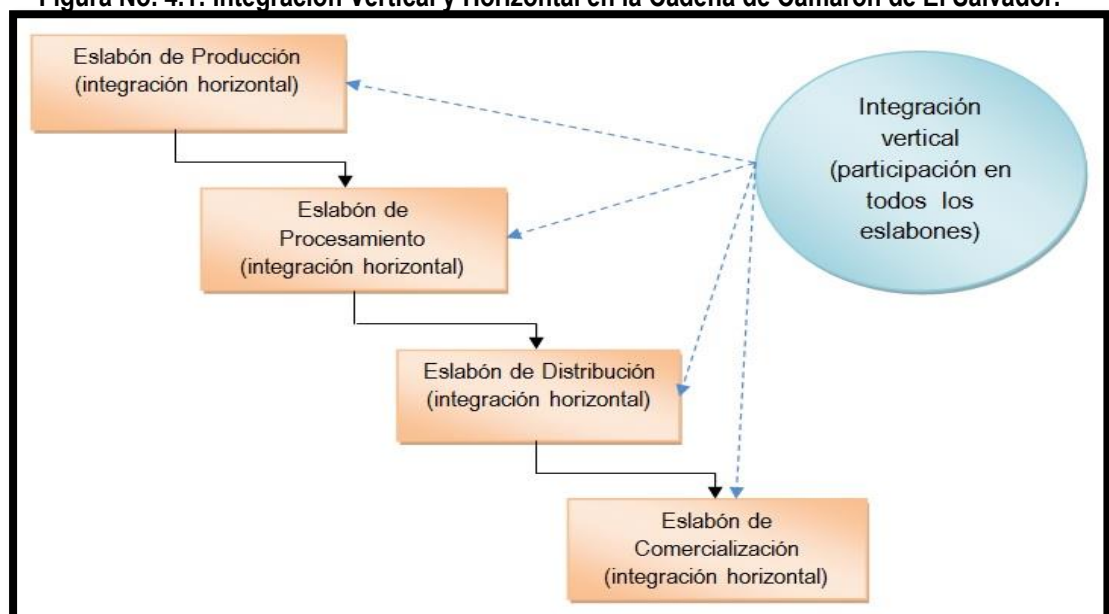 Figura No. 4.1: Integración Vertical y Horizontal en la Cadena de Camarón de El Salvador.
Eslabón de Producción
(integración horizontal)
Integración
vertical
(participación en
todos los
eslabones)
Eslabón de
Procesamiento
(integración horizontal)
Eslabón de Distribución
(integración horizontal)
Eslabón de
Comercialización
(integración horizontal)